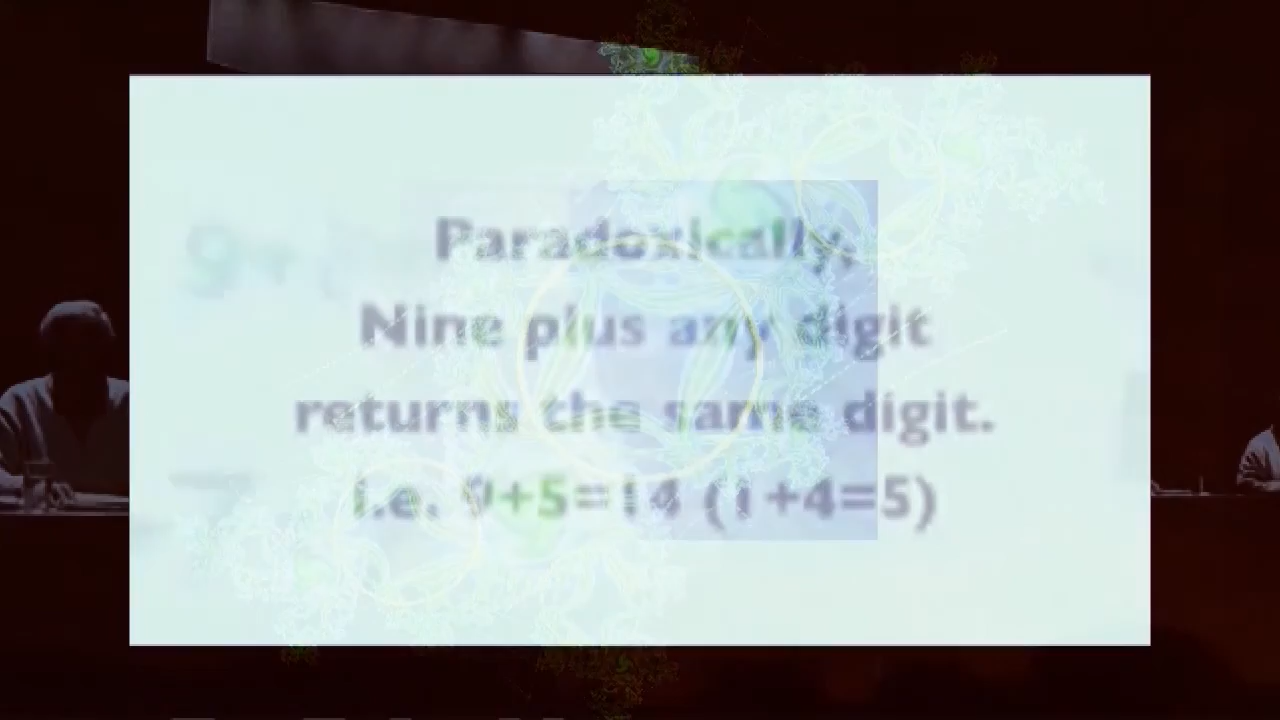 Paradoxically,
Nine plus any digit
returns the same digit.
i.e. 9+5=14 (1+4=5)